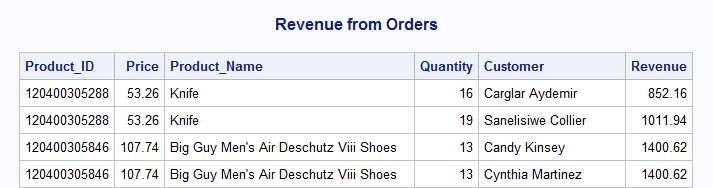 Revenue from Orders
Product_ID Price Product_Name Quantity Customer Revenue
120400305288 53.26 Knife 16 Carglar Aydemir 852.16
120400305288 53.26 Knife 19 Sanelisiwe Collier 1011.94
120400305846 107.74 Big Guy Men's Air Deschutz Viii Shoes 13 Candy Kinsey 1400.62
120400305846 107.74 Big Guy Men's Air Deschutz Viii Shoes 13 Cynthia Martinez 1400.62